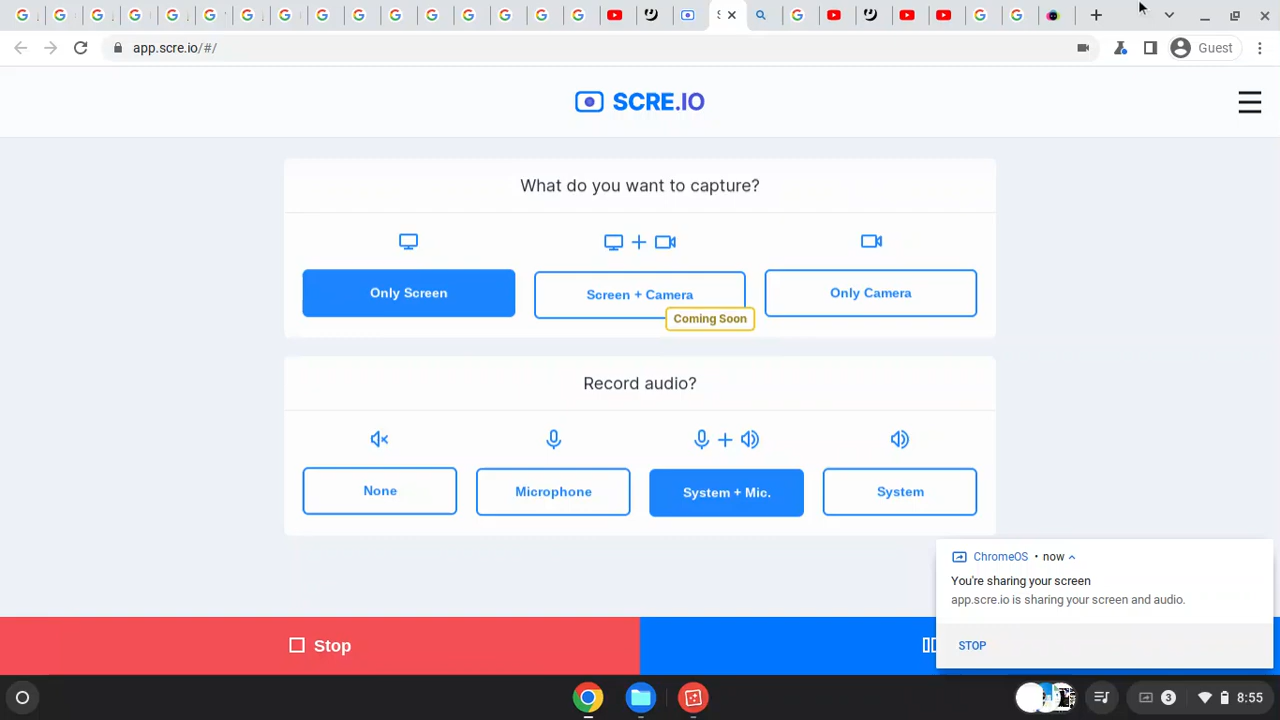 S
app.scre.io/#/
Guest
SCRE.IO
What do you want to capture?
Only Screen
Screen + Camera
Only Camera
Coming Soon
Record audio?
None
Microphone
System + Mic.
System
ChromeOS • now
You're sharing your screen
app.scre.io is sharing your screen and audio.
STOP
Stop
3
8:55